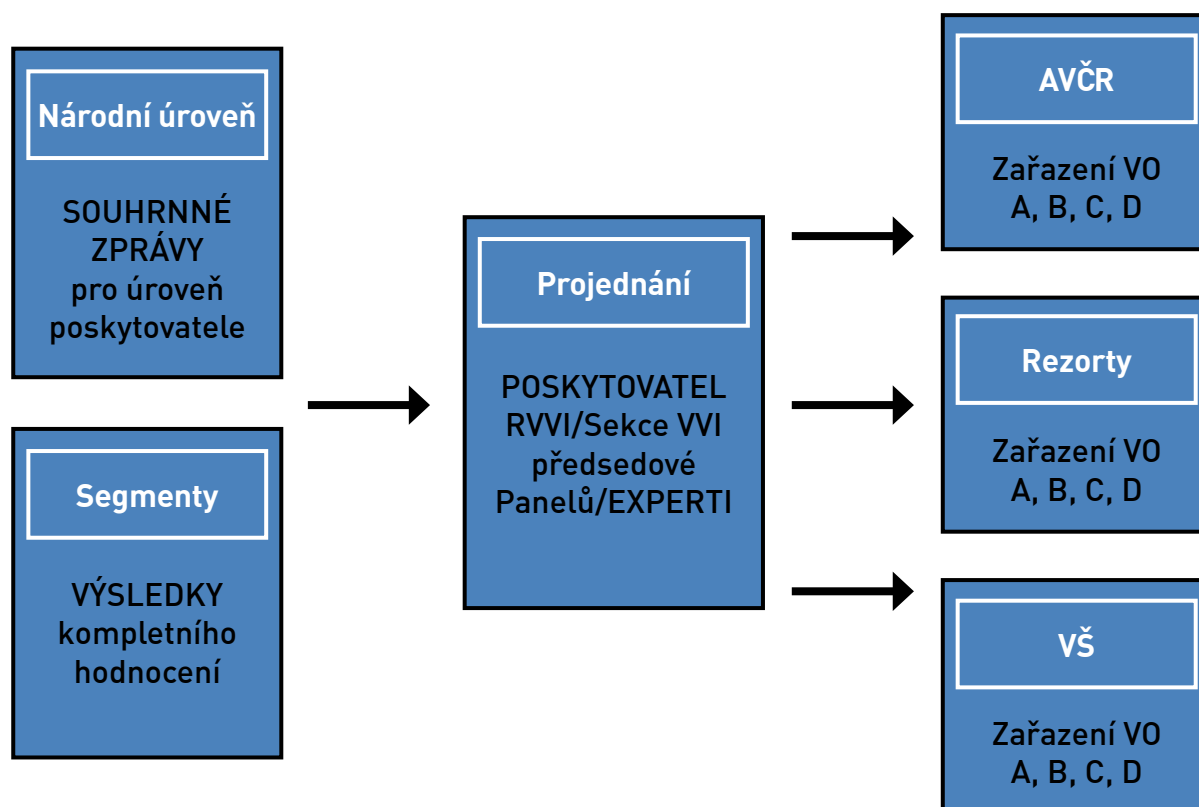 Národní úroveň
SOUHRNNÉ
ZPRÁVY
pro úroveň
poskytovatele
Segmenty
VÝSLEDKY
kompletního
hodnocení
Projednání
POSKYTOVATEL
RVVI/Sekce VVI
předsedové
Panelů/EXPERTI
AVČR
Zařazení VO
A, B, C, D
Rezorty
Zařazení VO
A, B, C, D
VŠ
Zařazení VO
A, B, C, D